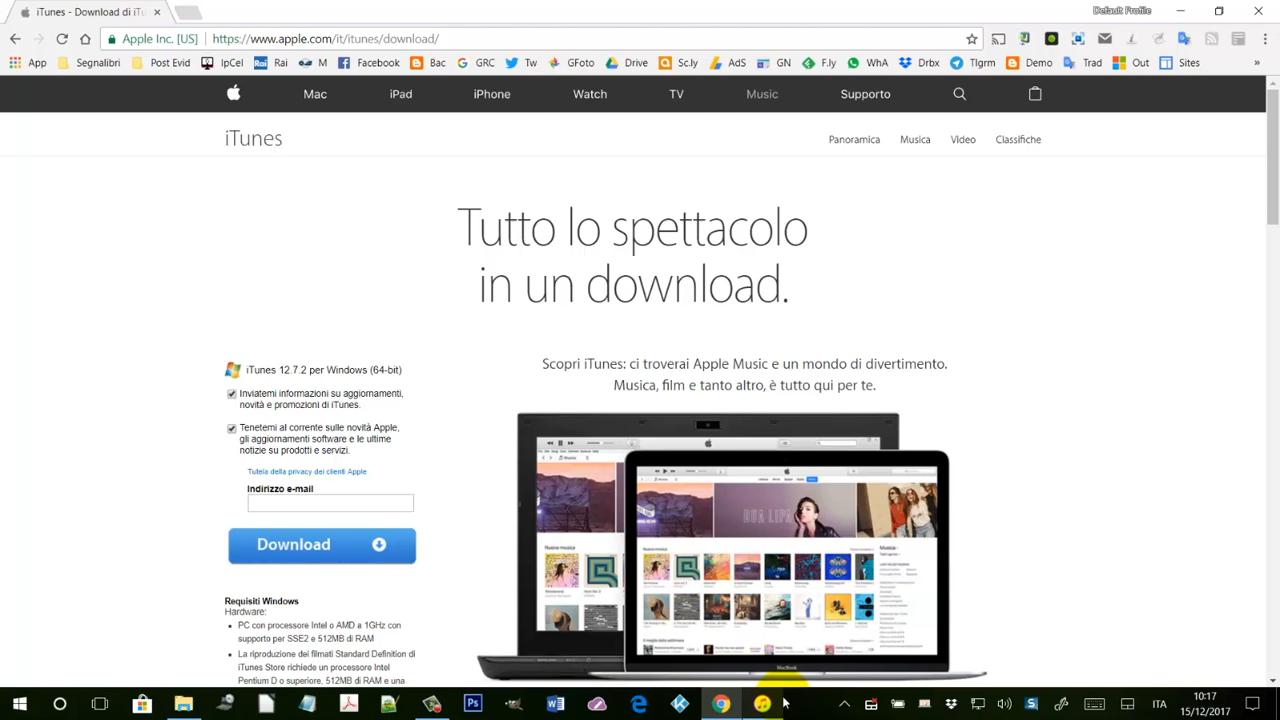 iTunes - Download di iTu
Default Profile
Apple Inc. [US]
https://www.apple.com/it/itunes/download/
App Segnalibri Post Evid IpCel Rai M Facebook Bac GRC Tw GFoto Drive Sc.ly AdS GN F.ly WhA Drbx Tlgrm Demo Trad Out Sites »
Mac iPad iPhone Watch TV Music Supporto
iTunes
Panoramica Musica Video Classifiche
Tutto lo spettacolo
in un download.
iTunes 12.7.2 per Windows (64-bit)
Inviatemi informazioni su aggiornamenti,
novità e promozioni di iTunes.
Tenetemi al corrente sulle novità Apple,
gli aggiornamenti software e le ultime
notizie su prodotti e servizi.
Tutela della privacy dei clienti Apple
Indirizzo e-mail
Download
Requisiti Windows
Hardware:
PC con processore Intel o AMD a 1GHz con
supporto per SSE2 e 512MB di RAM
La riproduzione dei filmati Standard Definition di
iTunes Store richiede un processore Intel
Pentium D o superiore, 512MB di RAM e una
Scopri iTunes: ci troverai Apple Music e un mondo di divertimento.
Musica, film e tanto altro, è tutto qui per te.
DUA LIPA
MacBook
ITA
10:17
15/12/2017